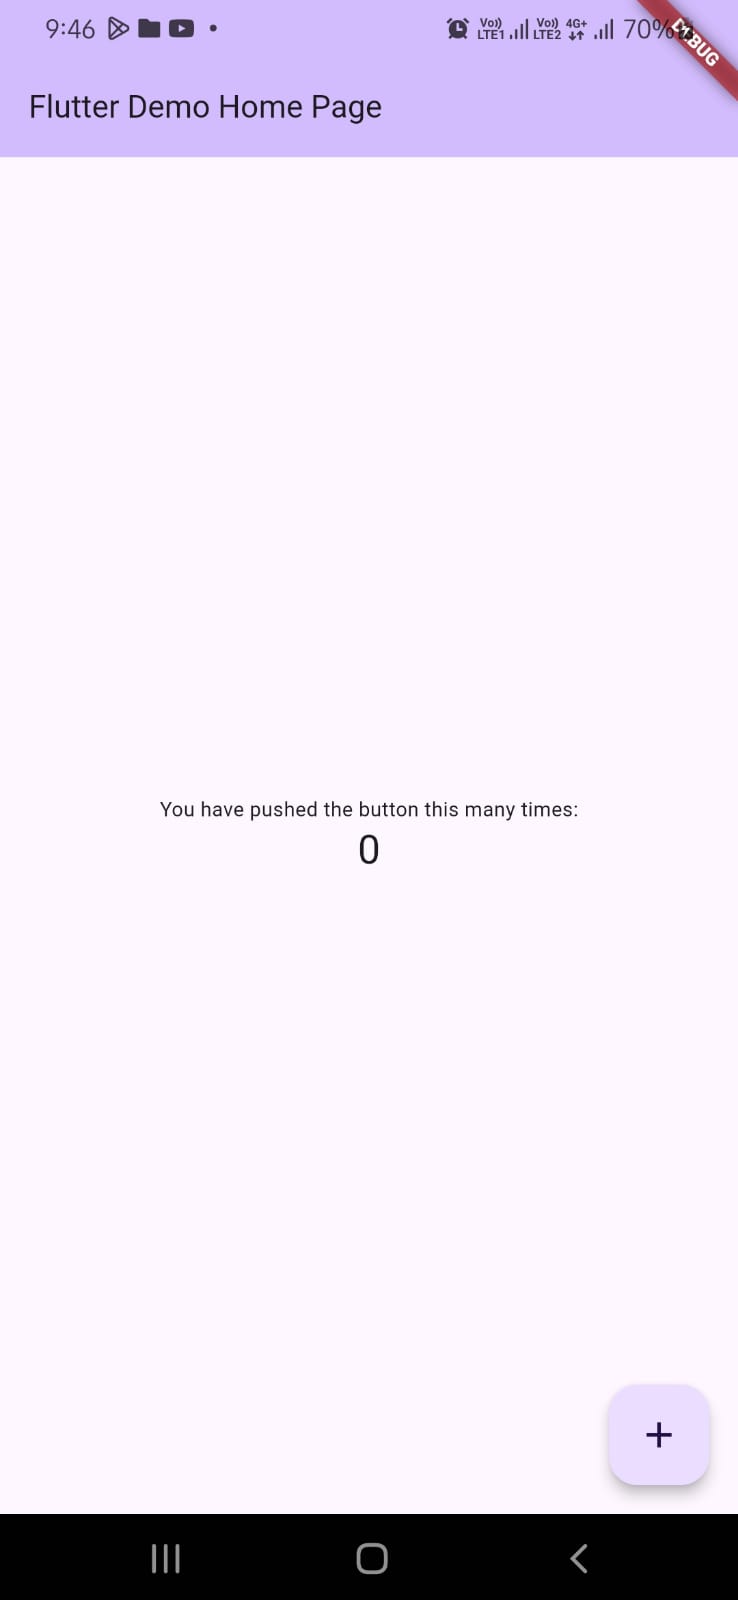 9:46
Vo)) LTE1 Vo)) LTE2 4G+ 70%
DEBUG
Flutter Demo Home Page
You have pushed the button this many times:
0
+